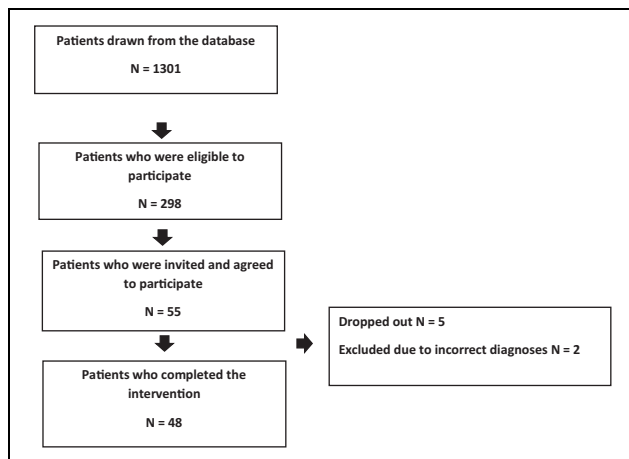 Patients drawn from the database
N = 1301
Patients who were eligible to
participate
N = 298
Patients who were invited and agreed
to participate
N = 55
Dropped out N = 5
Excluded due to incorrect diagnoses N = 2
Patients who completed the
intervention
N = 48